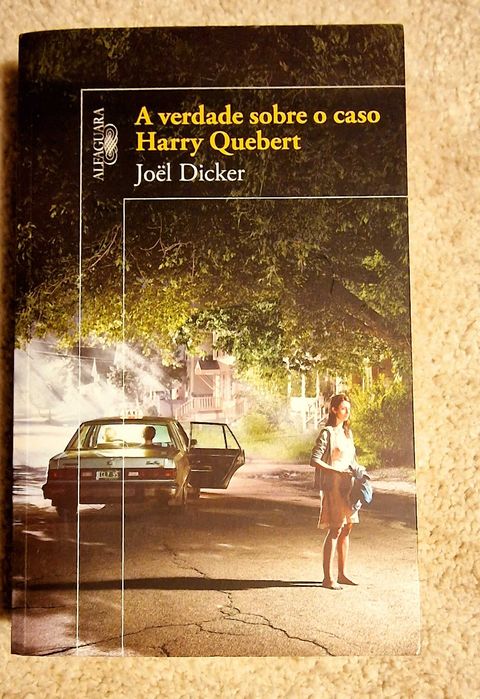 ALFAGUARA
A verdade sobre o caso
Harry Quebert
Joël Dicker